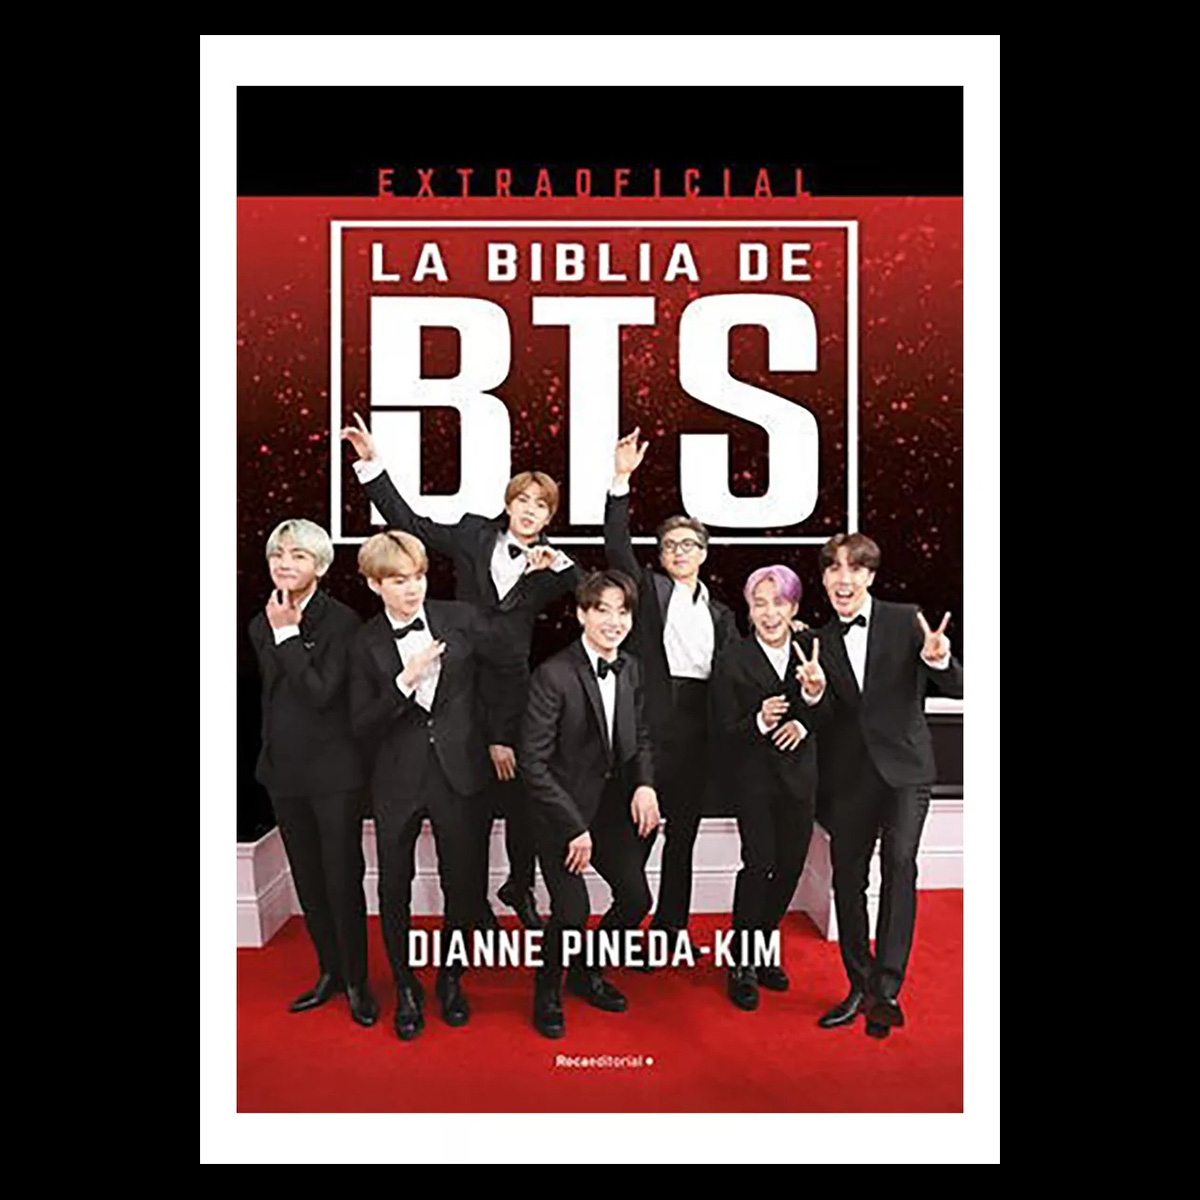 EXTRAOFICIAL
LA BIBLIA DE
BTS
DIANNE PINEDA-KIM
Rocaeditorial